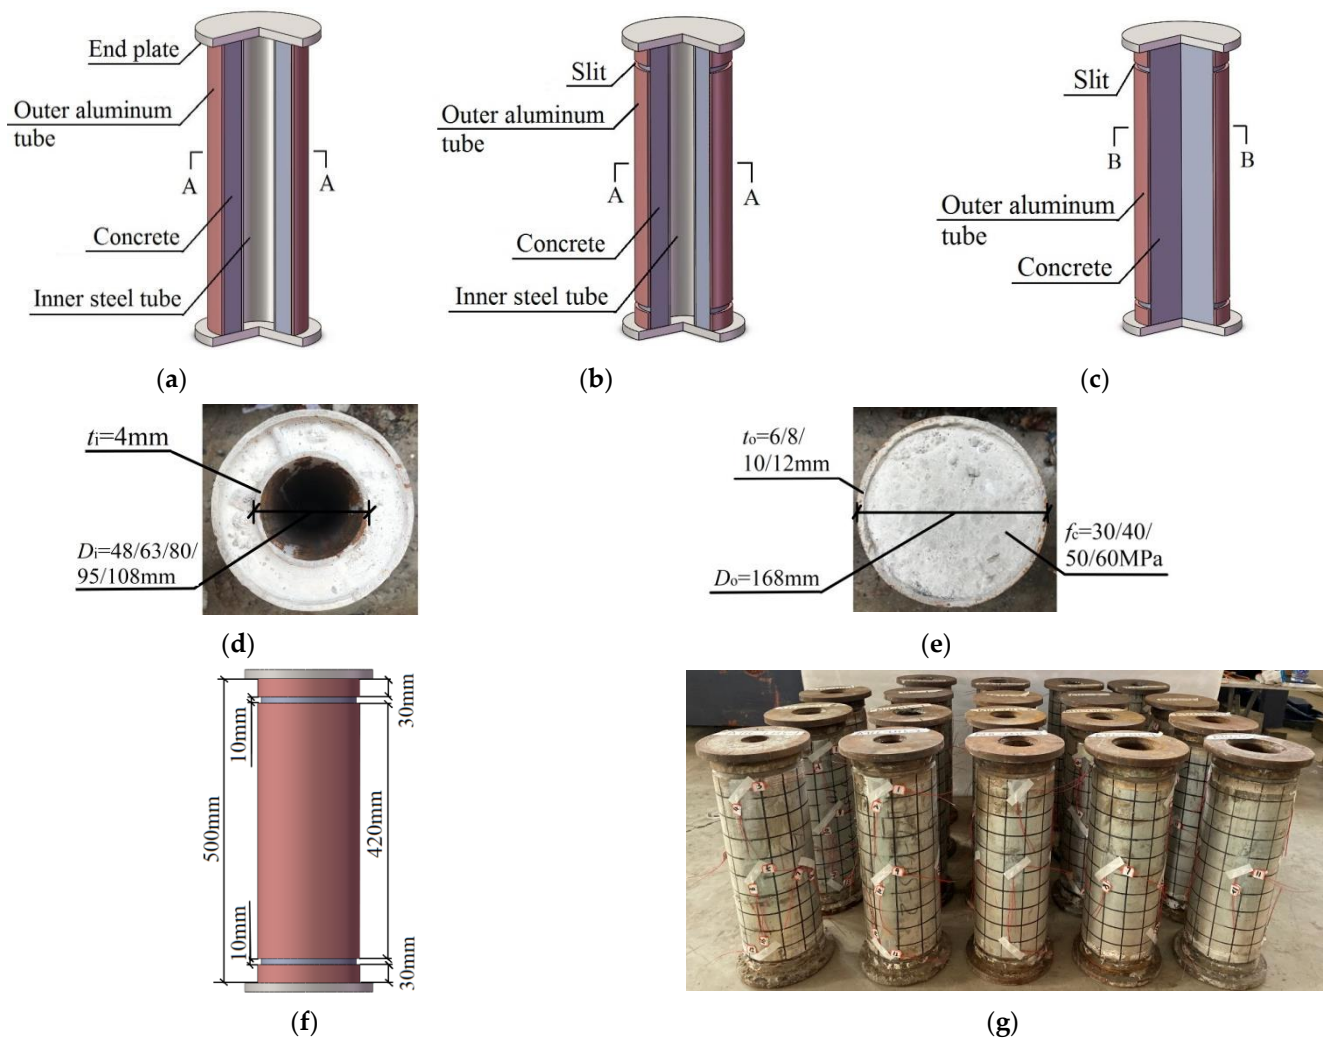 End plate
Outer aluminum
tube
A
A
Concrete
Inner steel tube
(a)
Slit
Outer aluminum
tube
A
A
Concrete
Inner steel tube
(b)
Slit
B
B
Outer aluminum
tube
Concrete
(c)
ti=4mm
Di=48/63/80/
95/108mm
(d)
to=6/8/
10/12mm
fc=30/40/
50/60MPa
Do=168mm
(e)
30mm
10mm
500mm
420mm
10mm
30mm
(f)
(g)